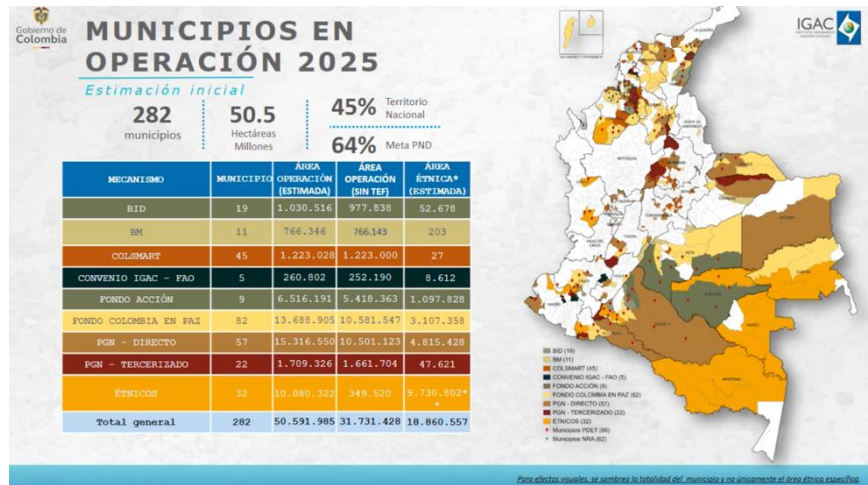 Gobierno de
Colombia
MUNICIPIOS EN
OPERACIÓN 2025
Estimación inicial
282
municipios
50.5
Hectáreas
Millones
45% Territorio
Nacional
64% Meta PND
IGAC
MECANISMO MUNICIPIO ÁREA OPERACIÓN (ESTIMADA) ÁREA OPERACIÓN (SIN TEF) ÁREA ÉTNICA* (ESTIMADA)
BID 19 1.030.516 977.838 52.678
BM 11 766.346 766.143 203
COLSMART 45 1.223.028 1.223.000 27
CONVENIO IGAC - FAO 5 260.802 252.190 8.612
FONDO ACCIÓN 9 6.516.191 5.418.363 1.097.828
FONDO COLOMBIA EN PAZ 82 13.688.905 10.581.547 3.107.358
PGN - DIRECTO 57 15.316.550 10.501.123 4.815.428
PGN - TERCERIZADO 22 1.709.326 1.661.704 47.621
ÉTNICOS 32 10.080.322 349.520 9.730.802**
Total general 282 50.591.985 31.731.428 18.860.557
BID (19)
BM (11)
COLSMART (45)
CONVENIO IGAC - FAO (5)
FONDO ACCIÓN (9)
FONDO COLOMBIA EN PAZ (82)
PGN - DIRECTO (57)
PGN - TERCERIZADO (22)
ÉTNICOS (32)
Municipios PDET (86)
Municipios NRA (62)
Para efectos visuales, se sombrea la totalidad del municipio y no únicamente el área étnica específica.